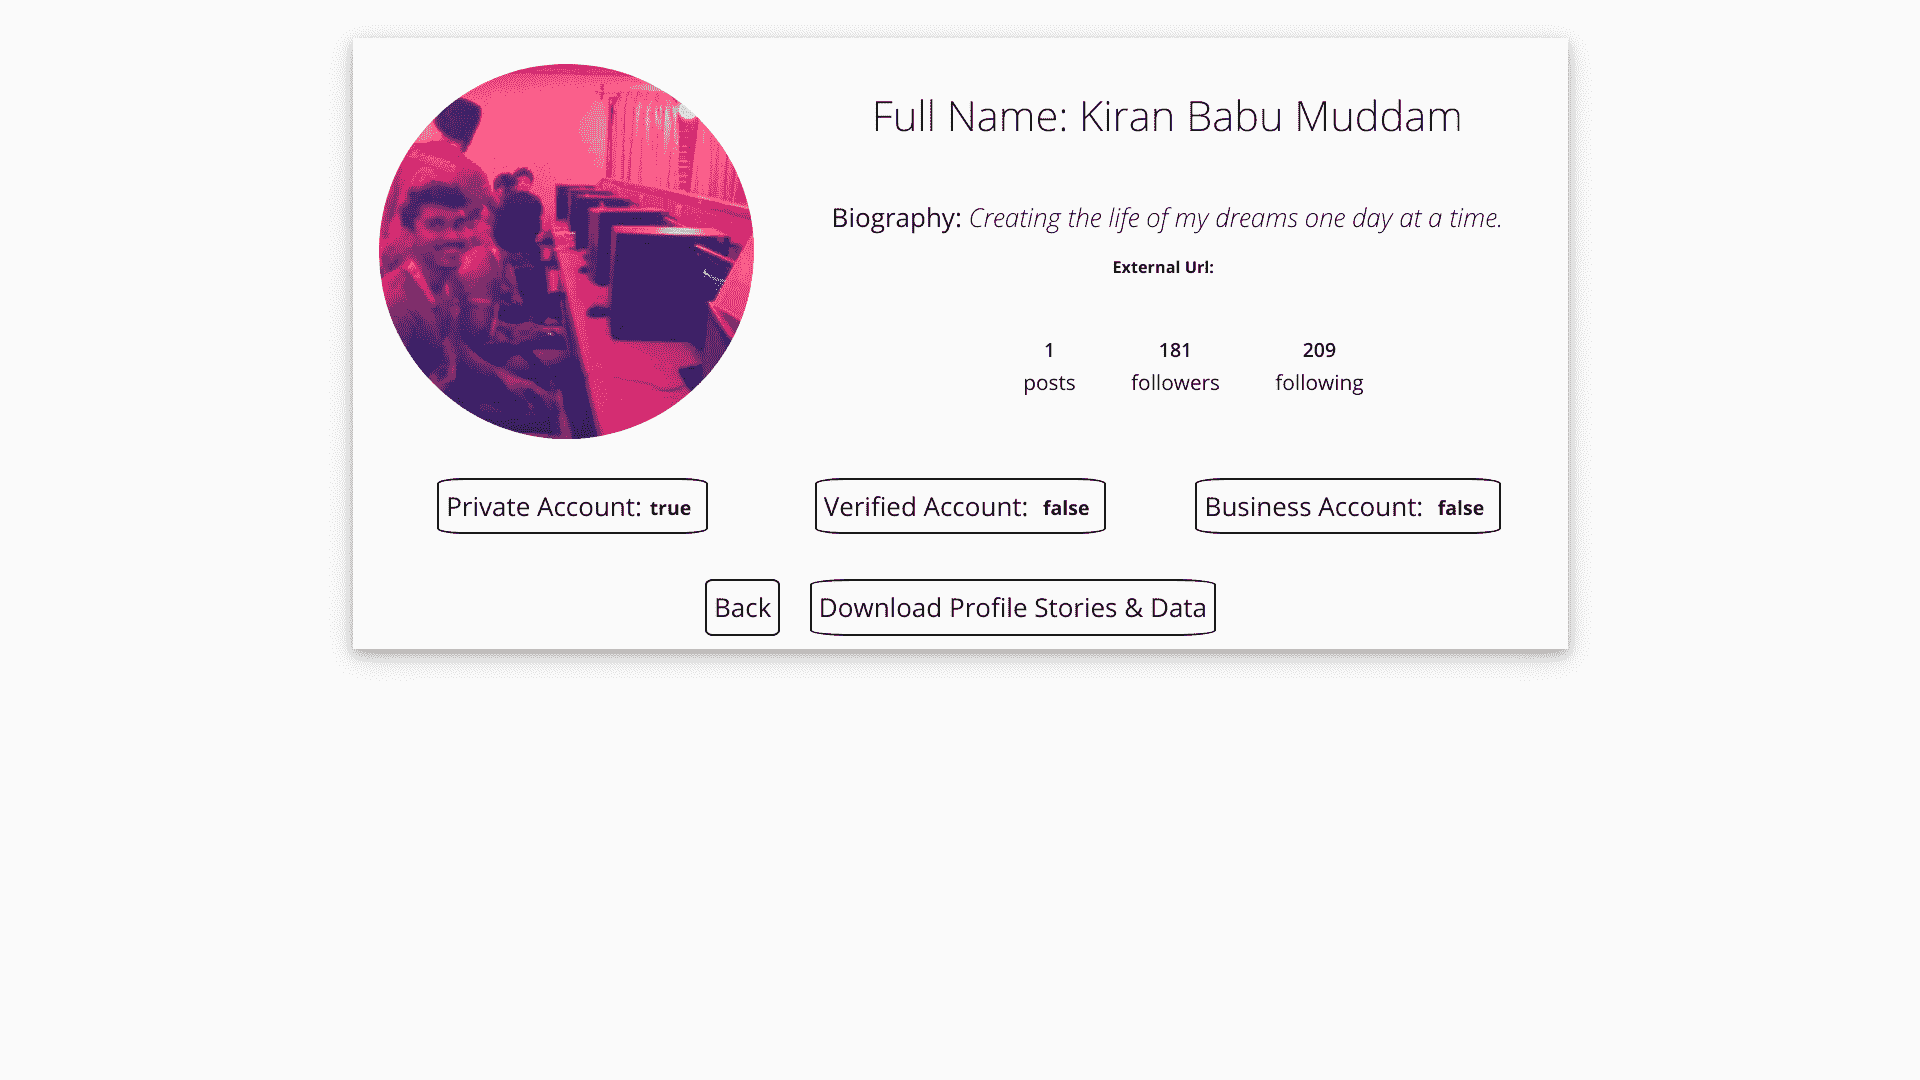 Full Name: Kiran Babu Muddam
Biography: Creating the life of my dreams one day at a time.
External Url:
1 181 209
posts followers following
Private Account: true Verified Account: false Business Account: false
Back Download Profile Stories & Data